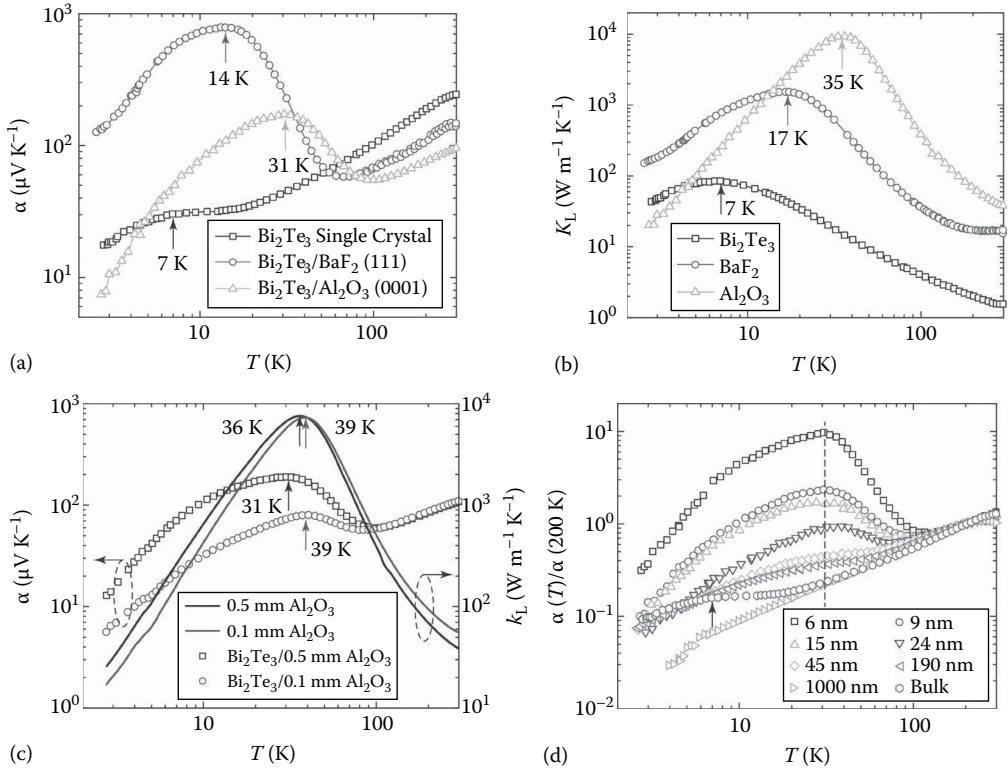 10³
10²
10¹
α (μV K⁻¹)
14 K
31 K
7 K
Bi₂Te₃ Single Crystal
Bi₂Te₃/BaF₂ (111)
Bi₂Te₃/Al₂O₃ (0001)
10
100
T (K)
(a)
10⁴
10³
10²
10¹
10⁰
K_L (W m⁻¹ K⁻¹)
35 K
17 K
7 K
Bi₂Te₃
BaF₂
Al₂O₃
10
100
T (K)
(b)
10³
10²
10¹
10⁰
α (μV K⁻¹)
36 K
39 K
31 K
39 K
0.5 mm Al₂O₃
0.1 mm Al₂O₃
Bi₂Te₃/0.5 mm Al₂O₃
Bi₂Te₃/0.1 mm Al₂O₃
10⁴
10³
10²
10¹
k_L (W m⁻¹ K⁻¹)
10
100
T (K)
(c)
10¹
10⁰
10⁻¹
10⁻²
α (T)/α (200 K)
6 nm
9 nm
15 nm
24 nm
45 nm
190 nm
1000 nm
Bulk
10
100
T (K)
(d)